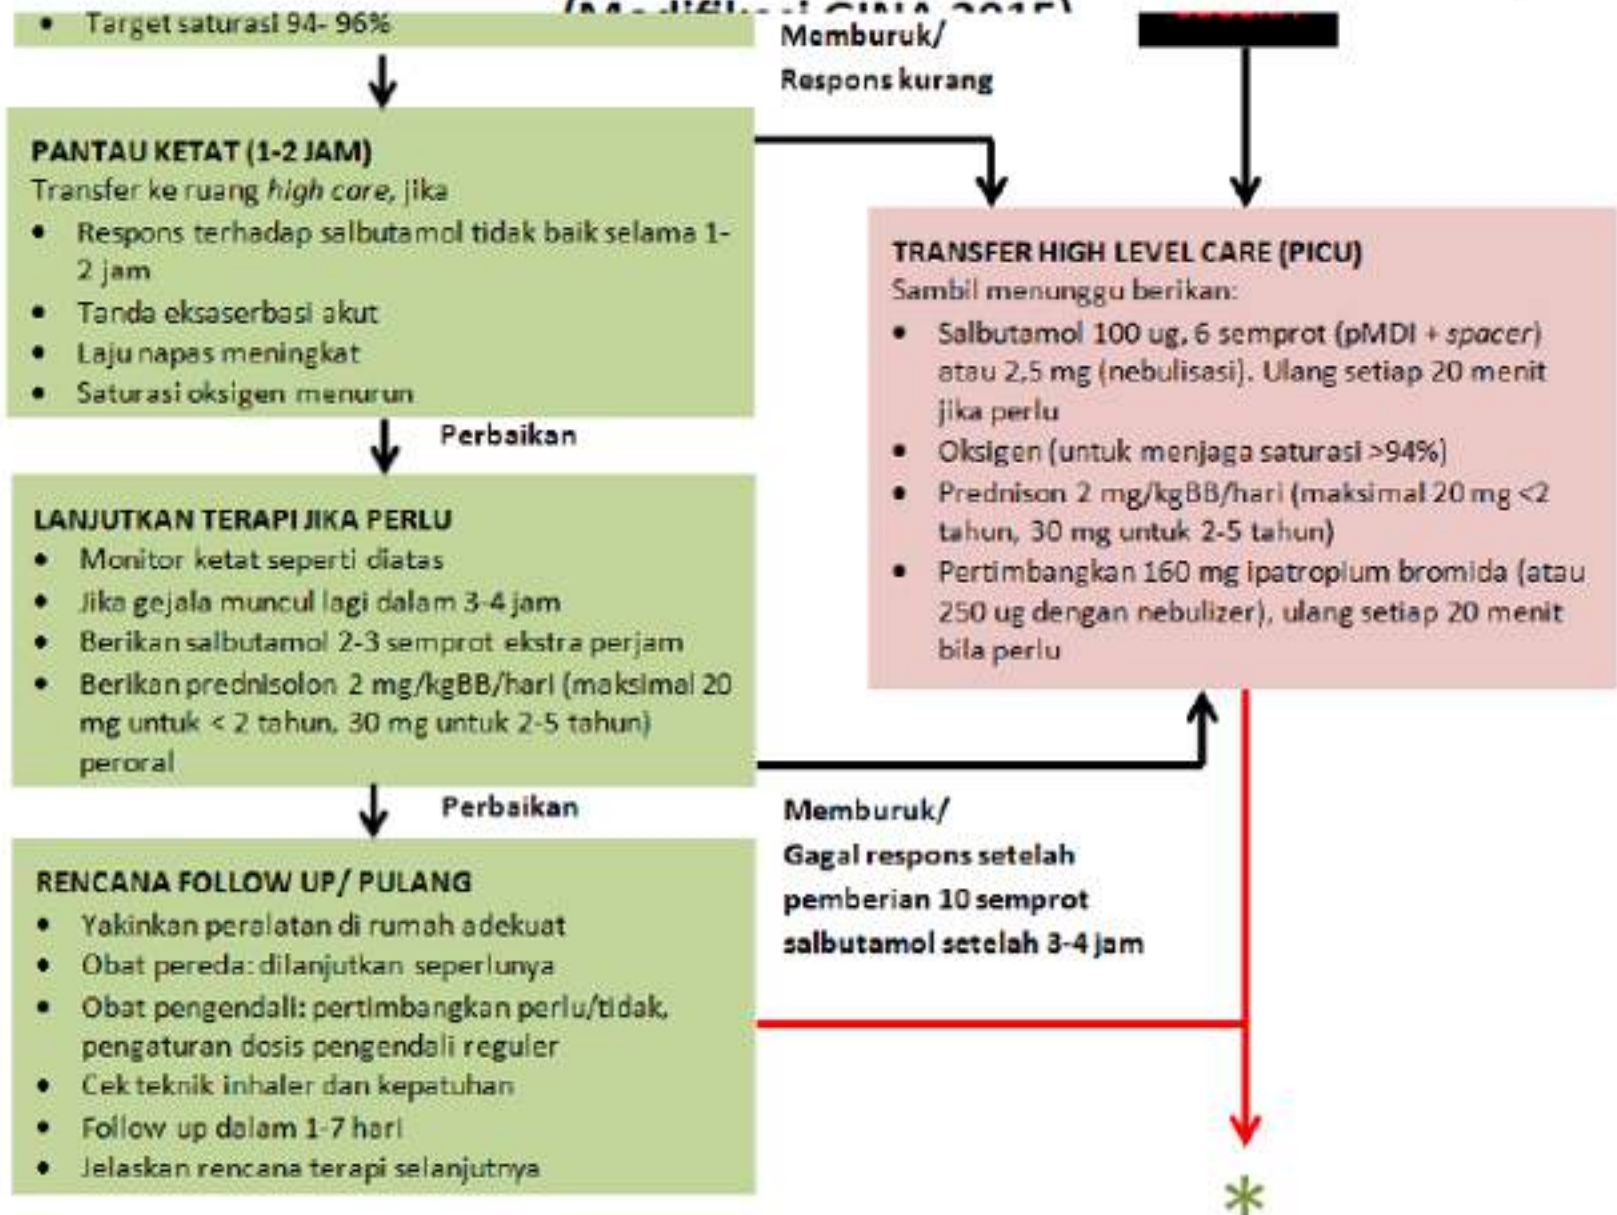 (Modifikasi GINA 2015)
• Target saturasi 94- 96%
Memburuk/
Respons kurang
PANTAU KETAT (1-2 JAM)
Transfer ke ruang high care, jika
• Respons terhadap salbutamol tidak baik selama 1-
2 jam
• Tanda eksaserbasi akut
• Laju napas meningkat
• Saturasi oksigen menurun
TRANSFER HIGH LEVEL CARE (PICU)
Sambil menunggu berikan:
• Salbutamol 100 ug, 6 semprot (pMDI + spacer)
atau 2,5 mg (nebulisasi). Ulang setiap 20 menit
jika perlu
• Oksigen (untuk menjaga saturasi >94%)
• Prednison 2 mg/kgBB/hari (maksimal 20 mg <2
tahun, 30 mg untuk 2-5 tahun)
• Pertimbangkan 160 mg ipatropium bromida (atau
250 ug dengan nebulizer), ulang setiap 20 menit
bila perlu
Perbaikan
LANJUTKAN TERAPI JIKA PERLU
• Monitor ketat seperti diatas
• Jika gejala muncul lagi dalam 3-4 jam
• Berikan salbutamol 2-3 semprot ekstra perjam
• Berikan prednisolon 2 mg/kgBB/hari (maksimal 20
mg untuk < 2 tahun, 30 mg untuk 2-5 tahun)
peroral
Perbaikan
Memburuk/
Gagal respons setelah
pemberian 10 semprot
salbutamol setelah 3-4 jam
RENCANA FOLLOW UP/ PULANG
• Yakinkan peralatan di rumah adekuat
• Obat pereda: dilanjutkan seperlunya
• Obat pengendali: pertimbangkan perlu/tidak,
pengaturan dosis pengendali reguler
• Cek teknik inhaler dan kepatuhan
• Follow up dalam 1-7 hari
• Jelaskan rencana terapi selanjutnya
*